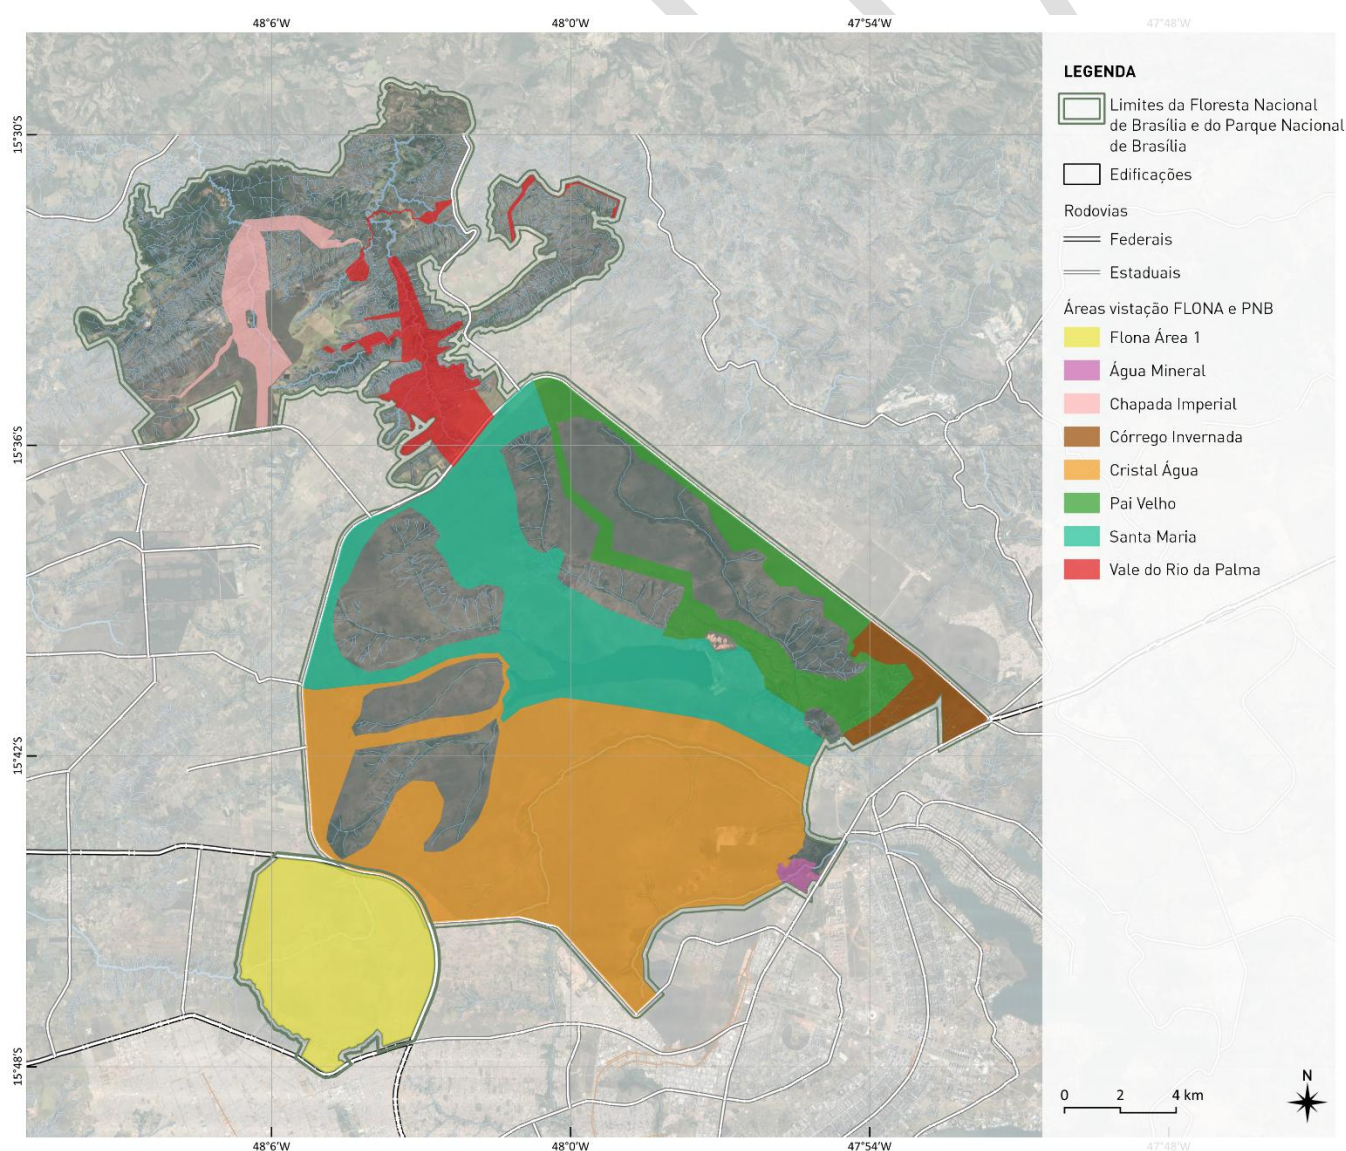 48°6'W
48°0'W
47°54'W
47°48'W
15°30'S
15°36'S
15°42'S
15°48'S
LEGENDA
Limites da Floresta Nacional
de Brasília e do Parque Nacional
de Brasília
Edificações
Rodovias
Federais
Estaduais
Áreas vistação FLONA e PNB
Flona Área 1
Água Mineral
Chapada Imperial
Córrego Invernada
Cristal Água
Pai Velho
Santa Maria
Vale do Rio da Palma
0 2 4 km
N
48°6'W
48°0'W
47°54'W
47°48'W